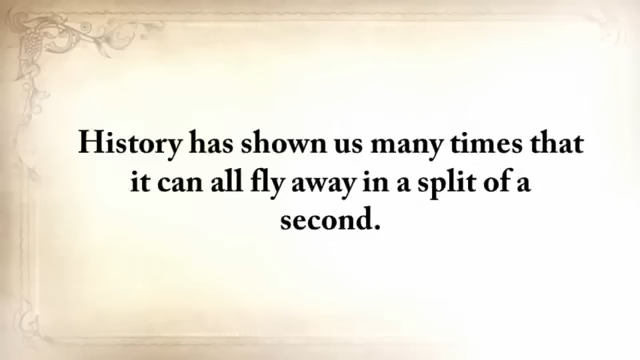 History has shown us many times that
it can all fly away in a split of a
second.